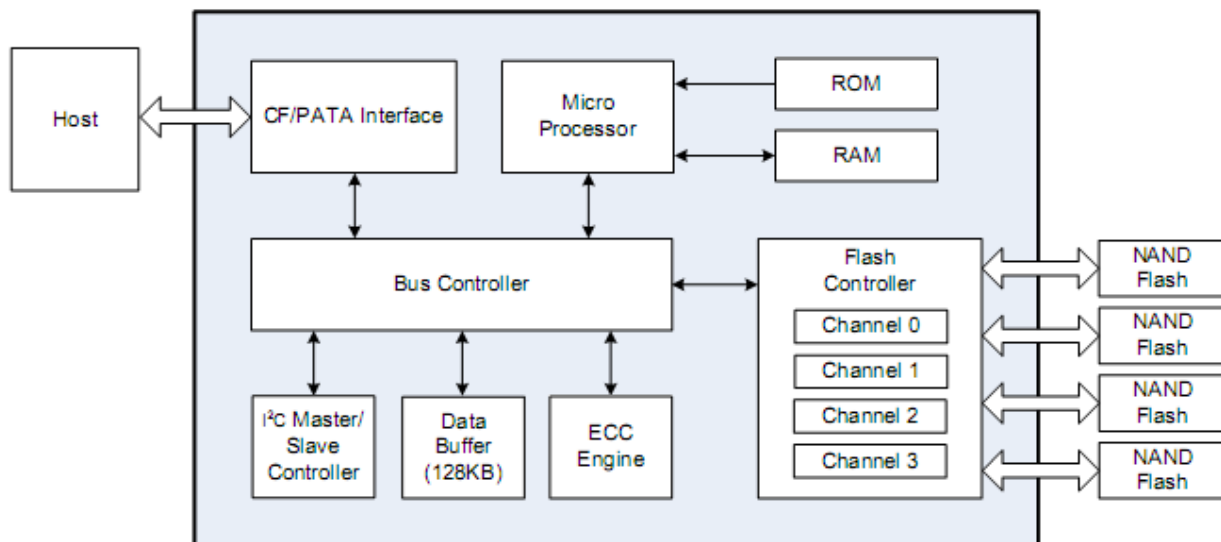 Host
CF/PATA Interface
Micro
Processor
ROM
RAM
Bus Controller
Flash
Controller
Channel 0
Channel 1
Channel 2
Channel 3
NAND
Flash
NAND
Flash
NAND
Flash
NAND
Flash
I²C Master/
Slave
Controller
Data
Buffer
(128KB)
ECC
Engine